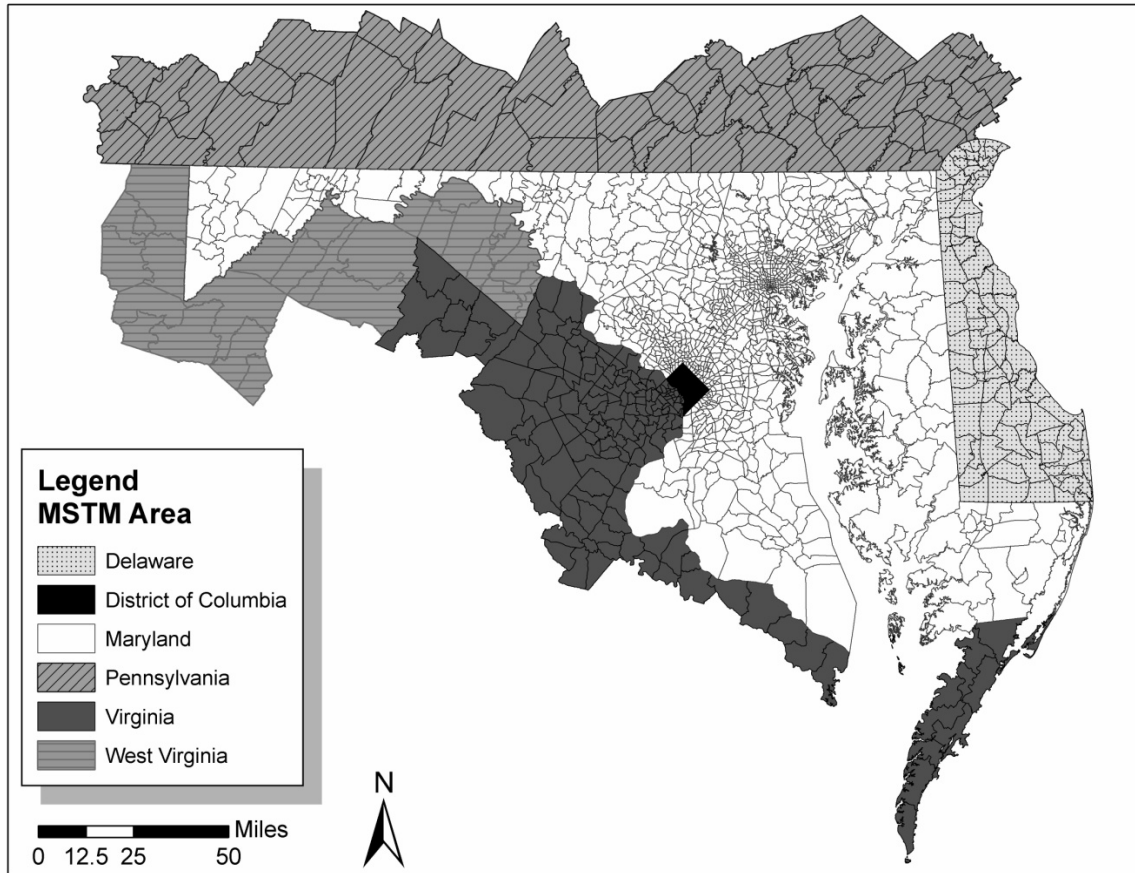 Legend
MSTM Area
Delaware
District of Columbia
Maryland
Pennsylvania
Virginia
West Virginia
Miles
0 12.5 25 50
N